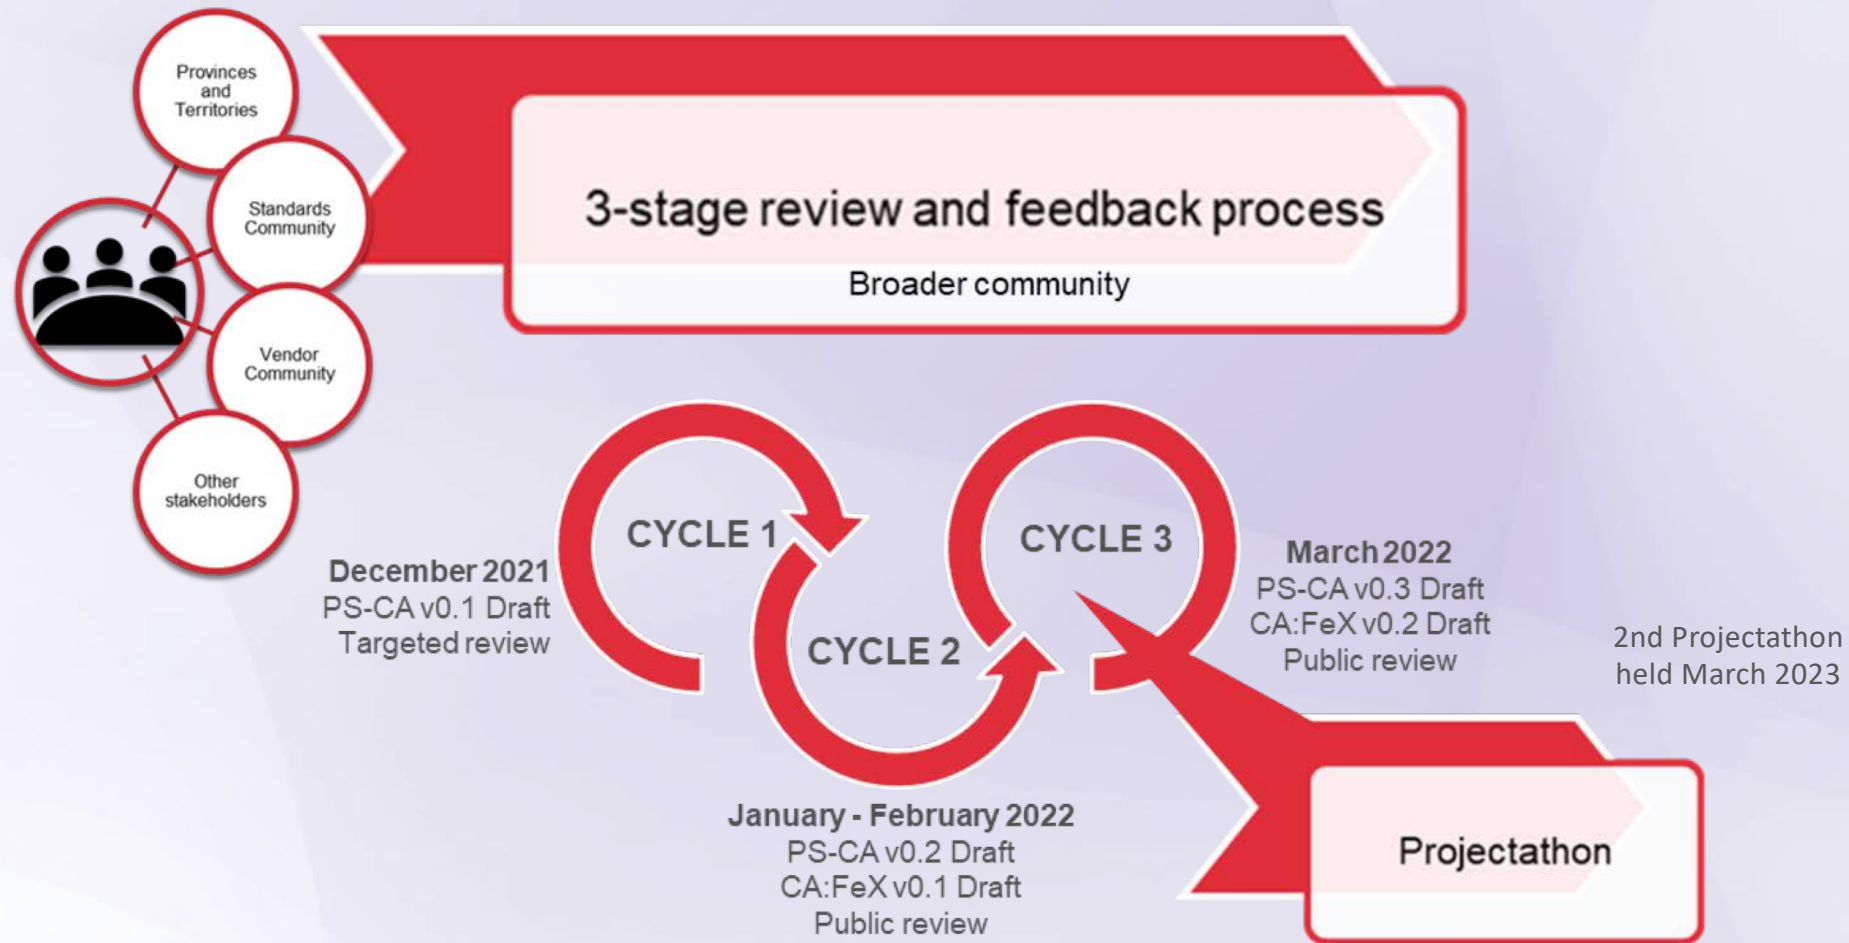 Provinces
and
Territories
Standards
Community
Vendor
Community
Other
stakeholders
3-stage review and feedback process
Broader community
CYCLE 1
December 2021
PS-CA v0.1 Draft
Targeted review
CYCLE 2
January - February 2022
PS-CA v0.2 Draft
CA:FeX v0.1 Draft
Public review
CYCLE 3
March 2022
PS-CA v0.3 Draft
CA:FeX v0.2 Draft
Public review
2nd Projectathon
held March 2023
Projectathon